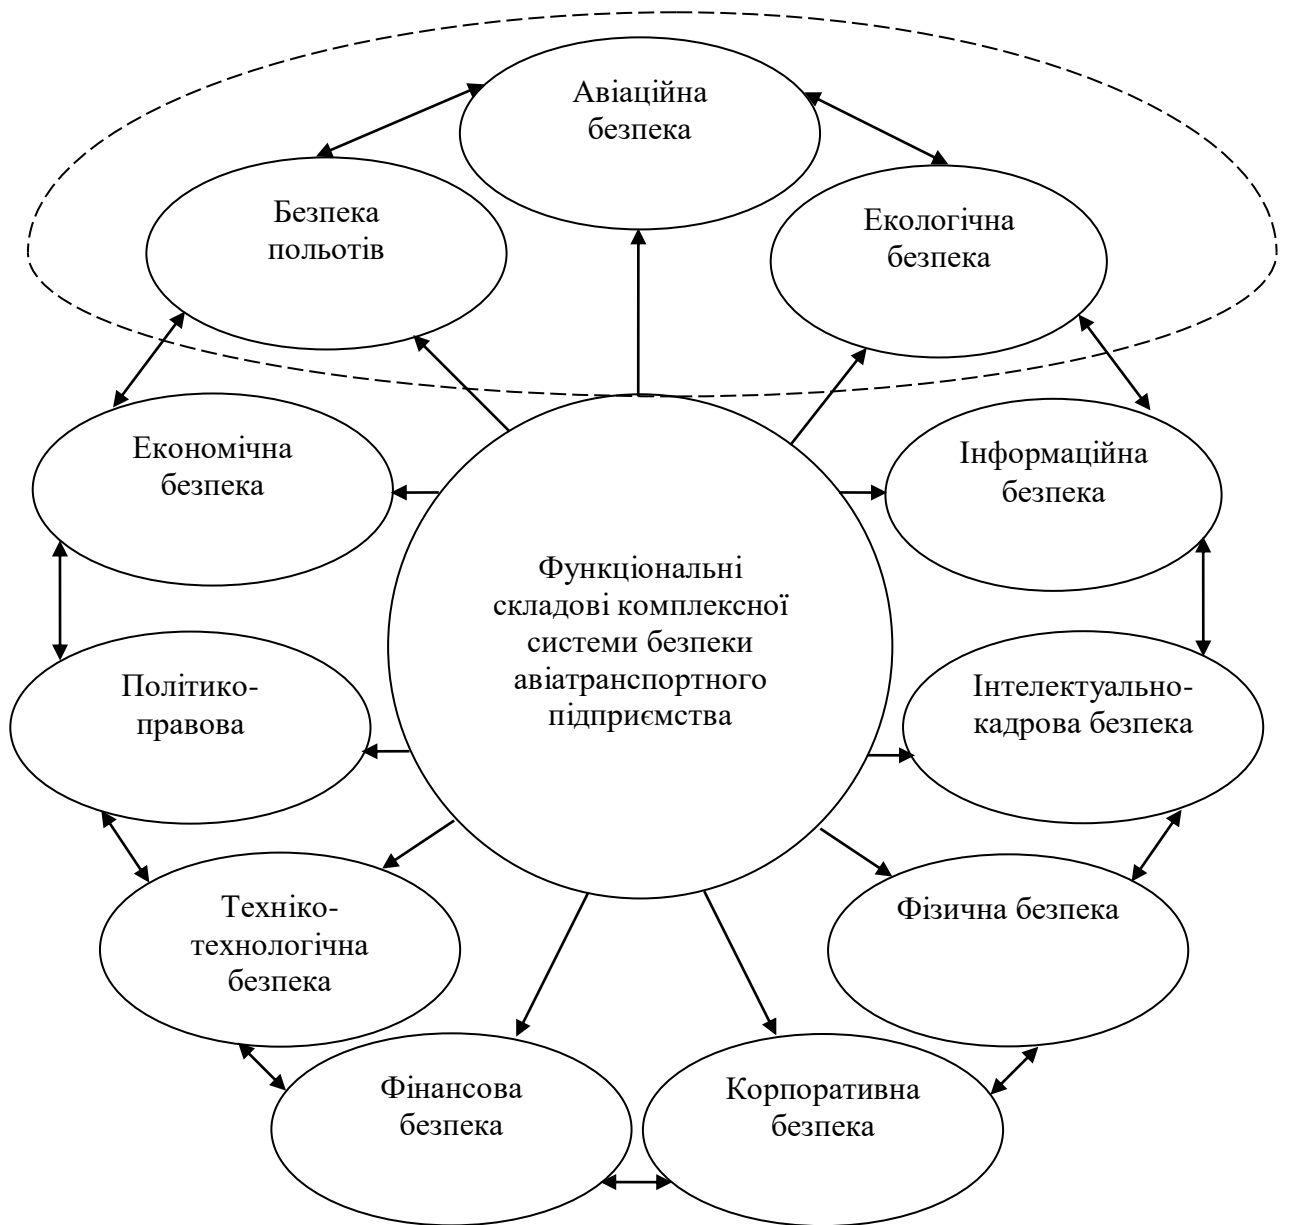 Авіаційна
безпека
Безпека
польотів
Екологічна
безпека
Економічна
безпека
Інформаційна
безпека
Функціональні
складові комплексної
системи безпеки
авіатранспортного
підприємства
Політико-
правова
Інтелектуально-
кадрова безпека
Техніко-
технологічна
безпека
Фізична безпека
Фінансова
безпека
Корпоративна
безпека